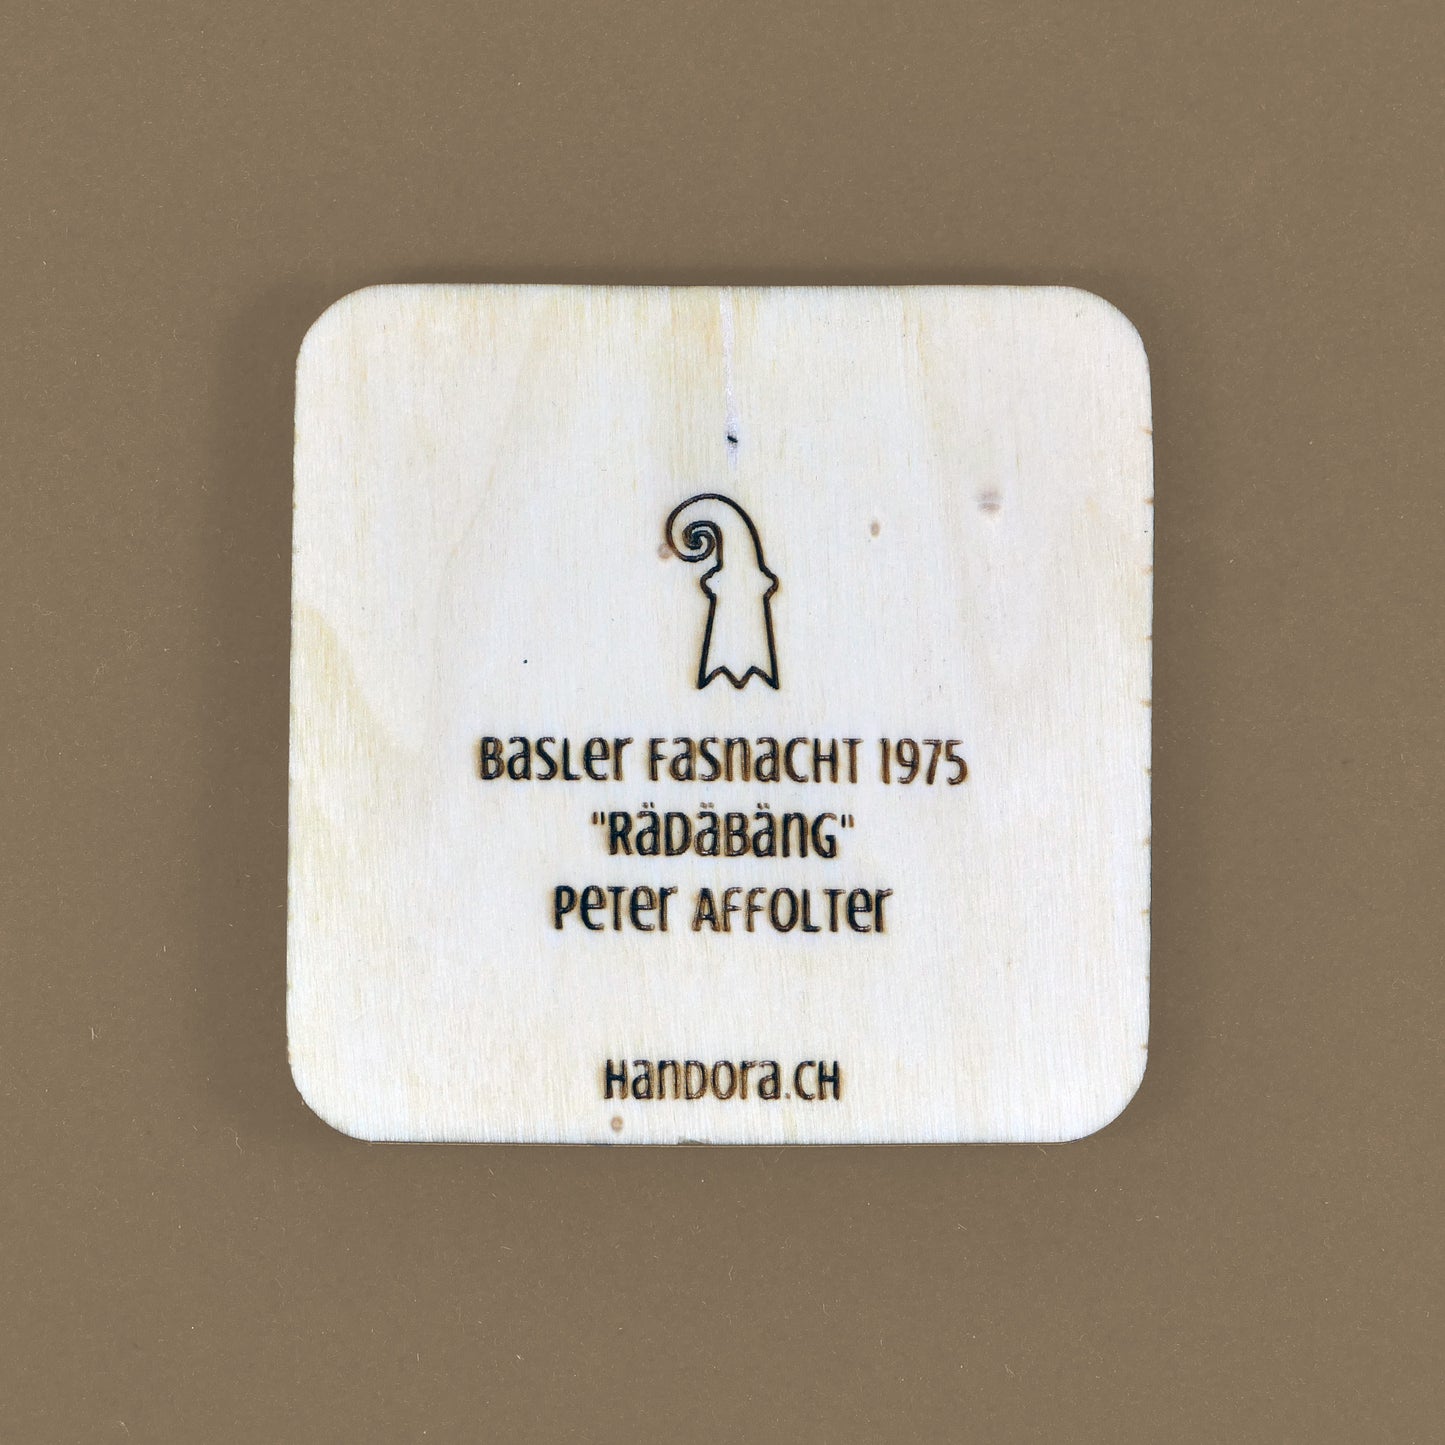 Basler Fasnacht 1975
"Rädäbäng"
Peter Affolter
Handora.ch